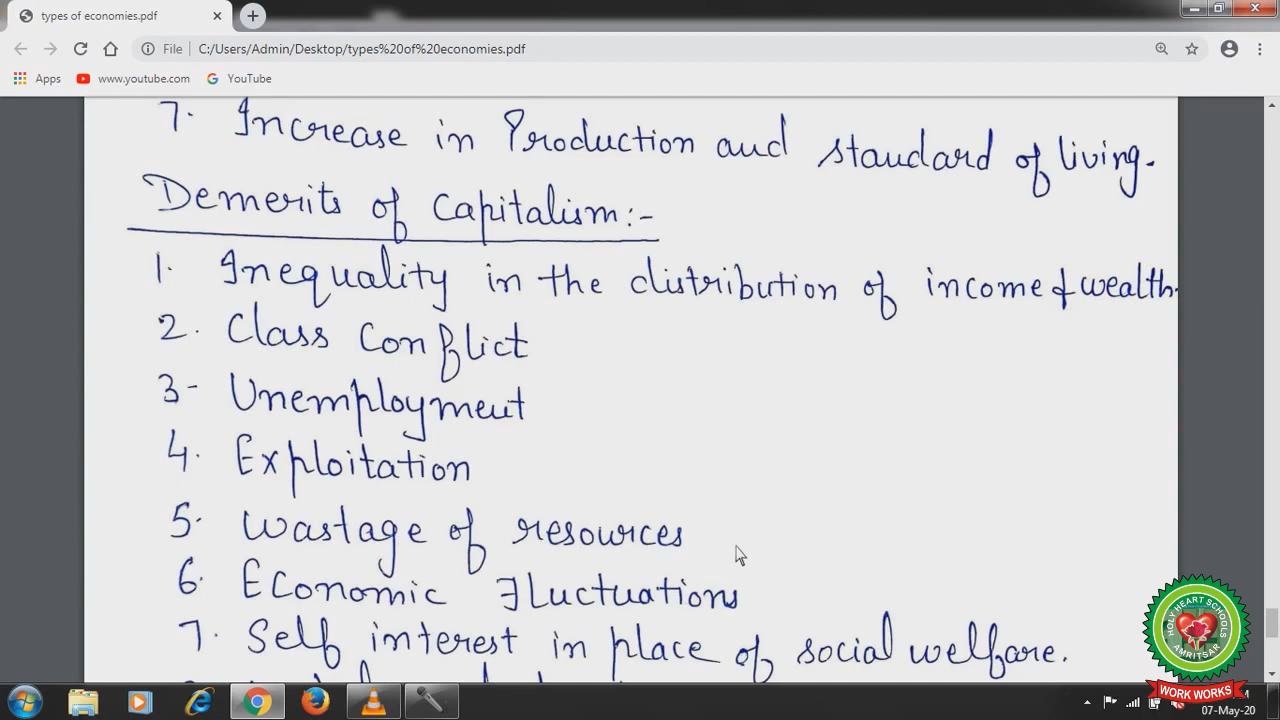 types of economies.pdf
File C:/Users/Admin/Desktop/types%20of%20economies.pdf
Apps www.youtube.com YouTube
7. Increase in Production and standard of living.
Demerits of Capitalism:-
1. Inequality in the distribution of income & wealth.
2. Class Conflict
3- Unemployment
4. Exploitation
5. Wastage of resources
6. Economic Fluctuations
7. Self interest in place of social welfare.
HOLY HEART SCHOOLS
AMRITSAR
WORK WORKS
07-May-20